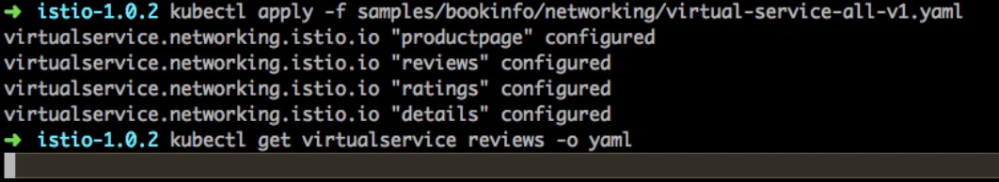 ➜ istio-1.0.2 kubectl apply -f samples/bookinfo/networking/virtual-service-all-v1.yaml
virtualservice.networking.istio.io "productpage" configured
virtualservice.networking.istio.io "reviews" configured
virtualservice.networking.istio.io "ratings" configured
virtualservice.networking.istio.io "details" configured
➜ istio-1.0.2 kubectl get virtualservice reviews -o yaml